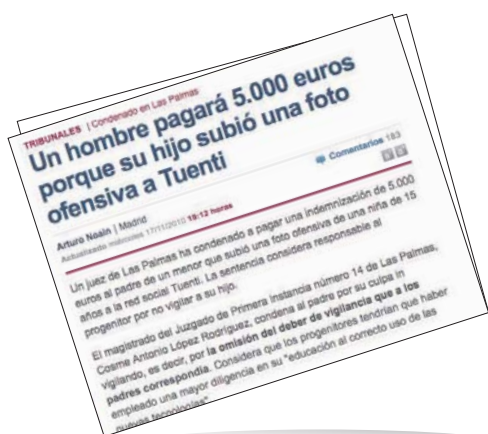 TRIBUNALES | Condenado en Las Palmas
Un hombre pagará 5.000 euros
porque su hijo subió una foto
ofensiva a Tuenti
Comentarios 183
Arturo Noaín | Madrid
Actualizado miércoles 17/11/2010 19:12 horas
Un juez de Las Palmas ha condenado a pagar una indemnización de 5.000
euros al padre de un menor que subió una foto ofensiva de una niña de 15
años a la red social Tuenti. La sentencia considera responsable al
progenitor por no vigilar a su hijo.
El magistrado del Juzgado de Primera Instancia número 14 de Las Palmas,
Cosme Antonio López Rodríguez, condena al padre por su culpa in
vigilando, es decir, por la omisión del deber de vigilancia que a los
padres correspondía. Considera que los progenitores tendrían que haber
empleado una mayor diligencia en su "educación al correcto uso de las
nuevas tecnologías"